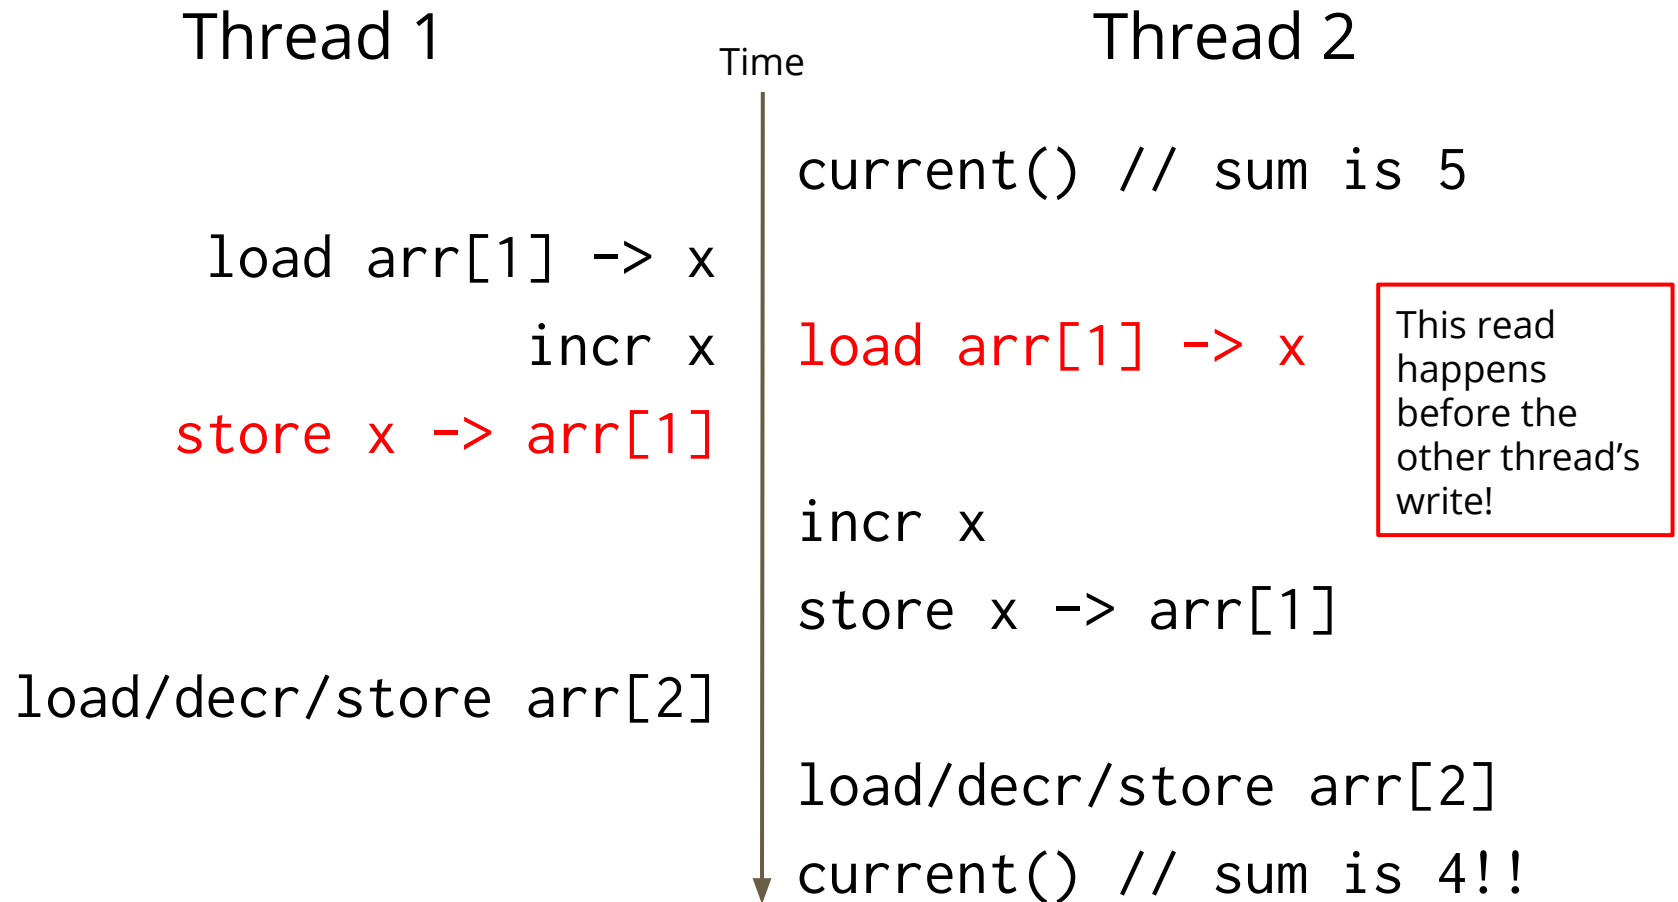 Thread 1
Time
Thread 2
current() // sum is 5
load arr[1] -> x
incr x
load arr[1] -> x
This read
happens
before the
other thread’s
write!
store x -> arr[1]
incr x
store x -> arr[1]
load/decr/store arr[2]
load/decr/store arr[2]
current() // sum is 4!!